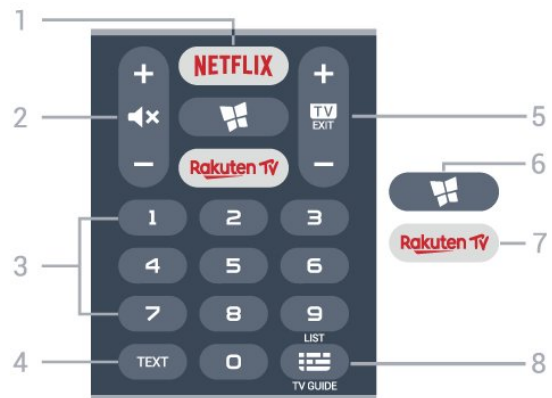 1
+ NETFLIX +
2 TV 5
EXIT
6
− Rakuten TV −
Rakuten TV 7
1 2 3
3
4 5 6
7 8 9
LIST
4 TEXT 0 8
TV GUIDE